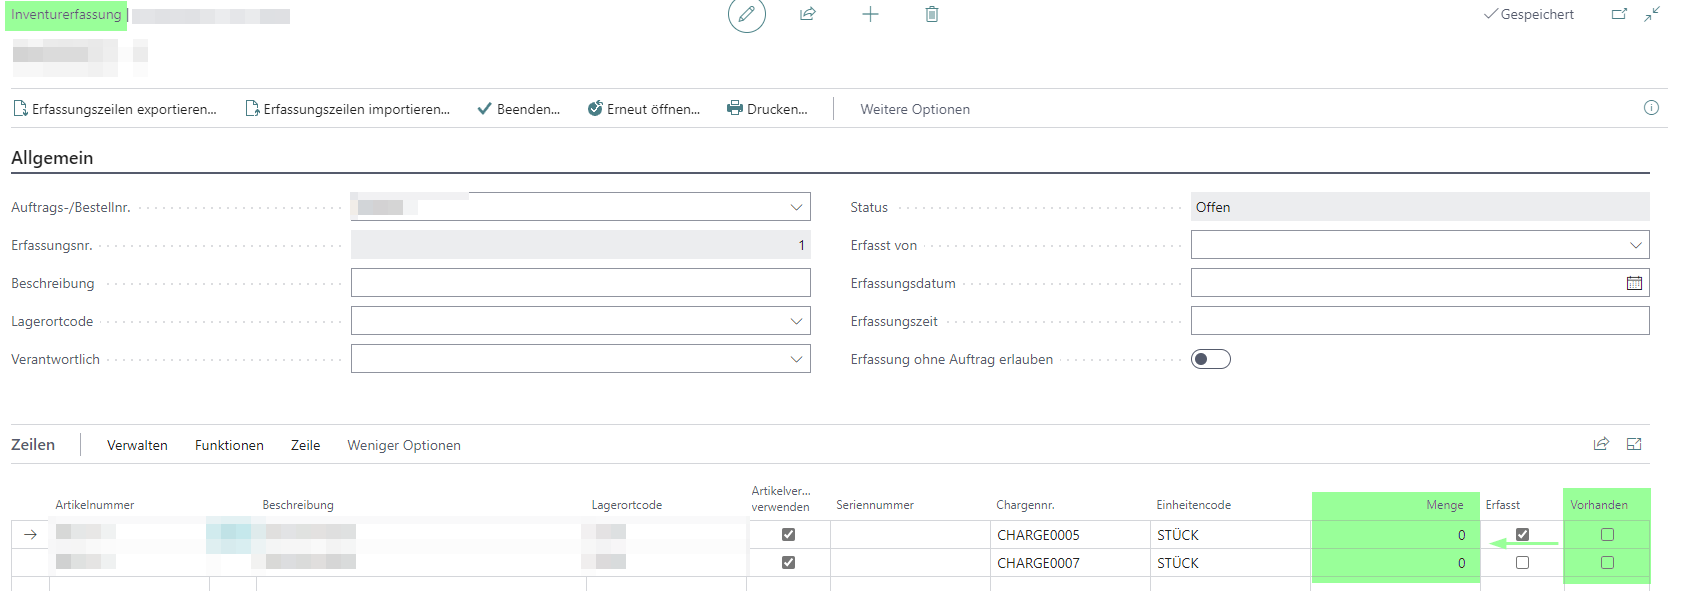 Inventurerfassung |
Gespeichert
Erfassungszeilen exportieren... Erfassungszeilen importieren... Beenden... Erneut öffnen... Drucken... Weitere Optionen
Allgemein
Auftrags-/Bestellnr.
Status Offen
Erfassungsnr. 1
Erfasst von
Beschreibung
Erfassungsdatum
Lagerortcode
Erfassungszeit
Verantwortlich
Erfassung ohne Auftrag erlauben
Zeilen Verwalten Funktionen Zeile Weniger Optionen
Artikelnummer Beschreibung Lagerortcode Artikelver... verwenden Seriennummer Chargennr. Einheitencode Menge Erfasst Vorhanden
CHARGE0005 STÜCK 0
CHARGE0007 STÜCK 0